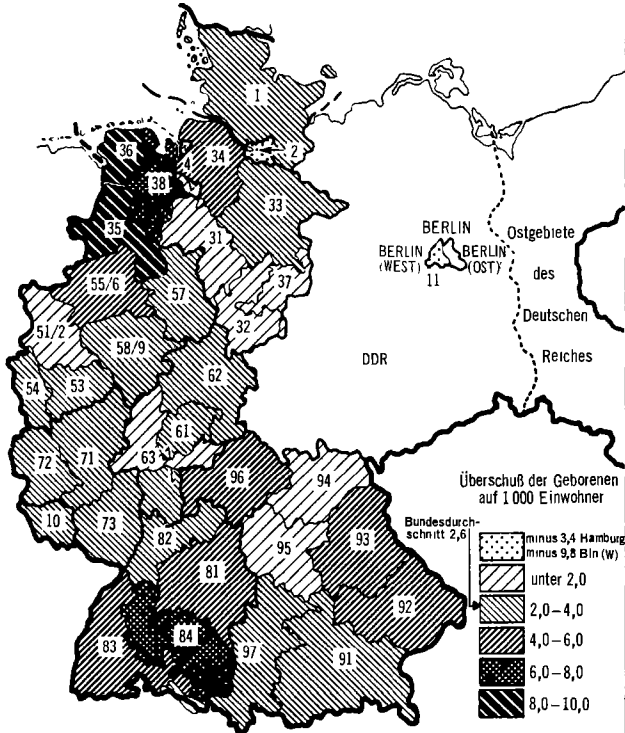 1
2
36
34
4
38
33
35
31
37
32
55/6
57
51/2
58/9
62
54
53
61
63
72
71
96
94
10
73
82
95
93
81
92
84
83
97
91
BERLIN
BERLIN
(WEST)
BERLIN
(OST)
11
DDR
Ostgebiete
des
Deutschen
Reiches
Überschuß der Geborenen
auf 1000 Einwohner
Bundesdurch-
schnitt 2,6
minus 3,4 Hamburg
minus 9,8 Bln (W)
unter 2,0
2,0–4,0
4,0–6,0
6,0–8,0
8,0–10,0